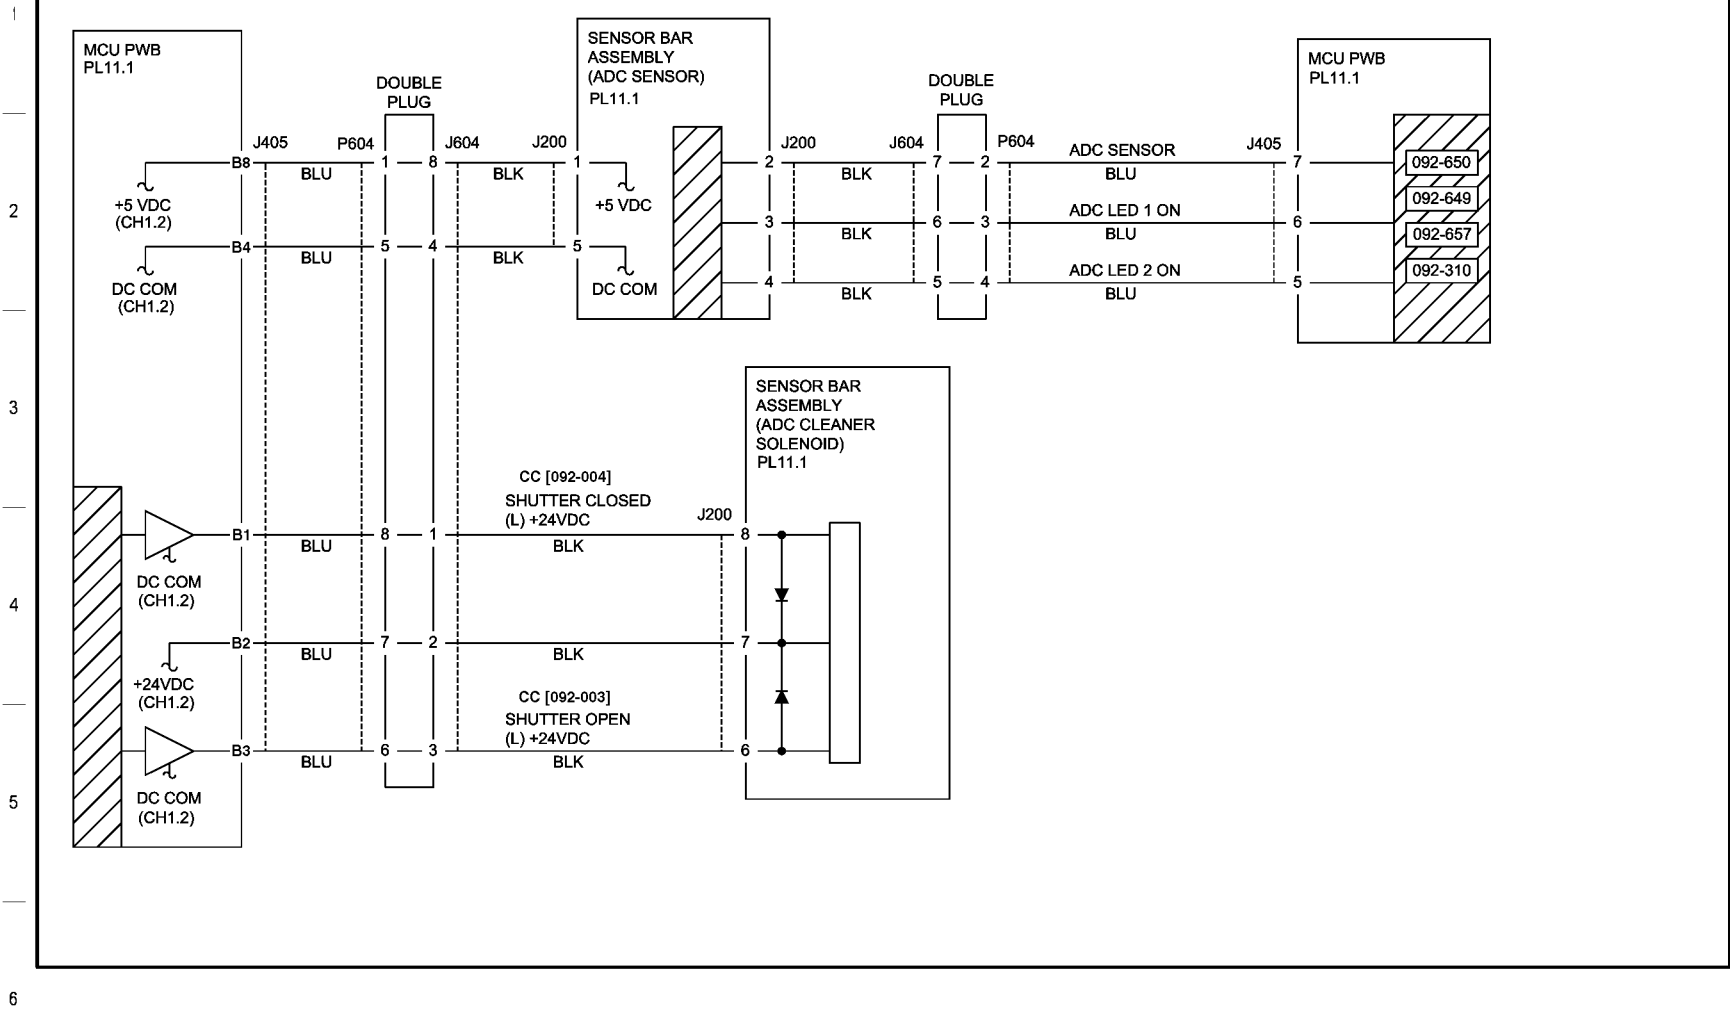 1
MCU PWB
PL11.1
DOUBLE
PLUG
SENSOR BAR
ASSEMBLY
(ADC SENSOR)
PL11.1
DOUBLE
PLUG
MCU PWB
PL11.1
J405
P604
J604
J200
J200
J604
P604
J405
B8
BLU
1
8
BLK
1
+5 VDC
(CH1.2)
+5 VDC
2
BLK
7
2
ADC SENSOR
BLU
7
092-650
2
092-649
3
BLK
6
3
ADC LED 1 ON
BLU
6
092-657
B4
BLU
5
4
BLK
5
DC COM
(CH1.2)
DC COM
4
BLK
5
4
ADC LED 2 ON
BLU
5
092-310
3
SENSOR BAR
ASSEMBLY
(ADC CLEANER
SOLENOID)
PL11.1
CC [092-004]
SHUTTER CLOSED
(L) +24VDC
J200
B1
BLU
8
1
BLK
8
DC COM
(CH1.2)
4
B2
BLU
7
2
BLK
7
+24VDC
(CH1.2)
CC [092-003]
SHUTTER OPEN
(L) +24VDC
B3
BLU
6
3
BLK
6
DC COM
(CH1.2)
5
6